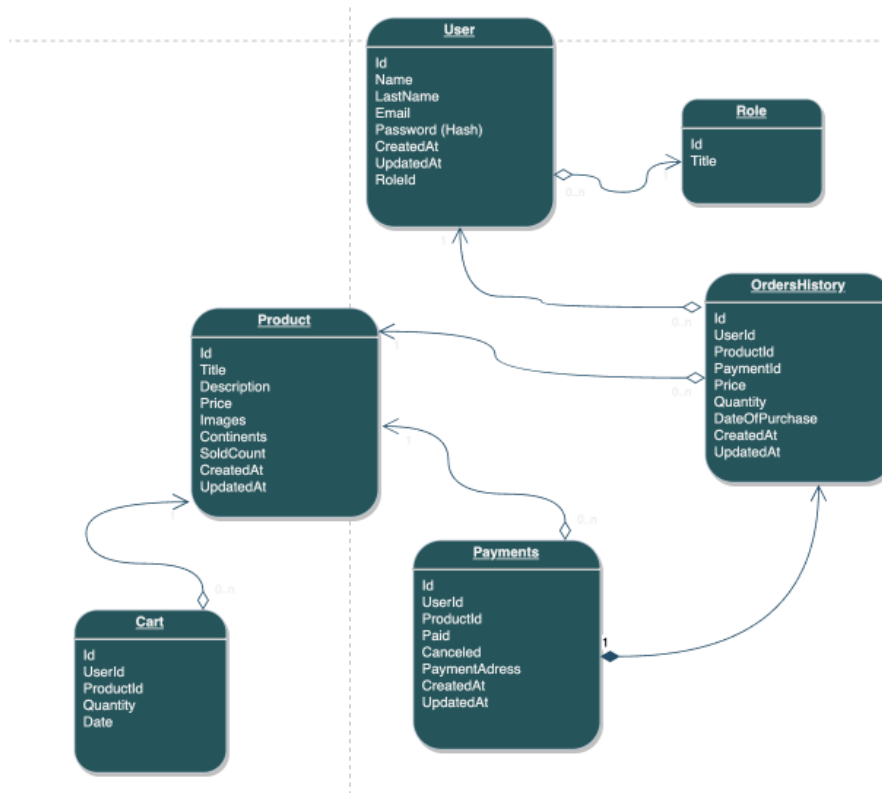 User
Id
Name
LastName
Email
Password (Hash)
CreatedAt
UpdatedAt
RoleId
0..n
1
Role
Id
Title
1
0..n
OrdersHistory
Id
UserId
ProductId
PaymentId
Price
Quantity
DateOfPurchase
CreatedAt
UpdatedAt
Product
Id
Title
Description
Price
Images
Continents
SoldCount
CreatedAt
UpdatedAt
1
0..n
1
0..n
Payments
Id
UserId
ProductId
Paid
Canceled
PaymentAdress
CreatedAt
UpdatedAt
1
1
0..n
Cart
Id
UserId
ProductId
Quantity
Date